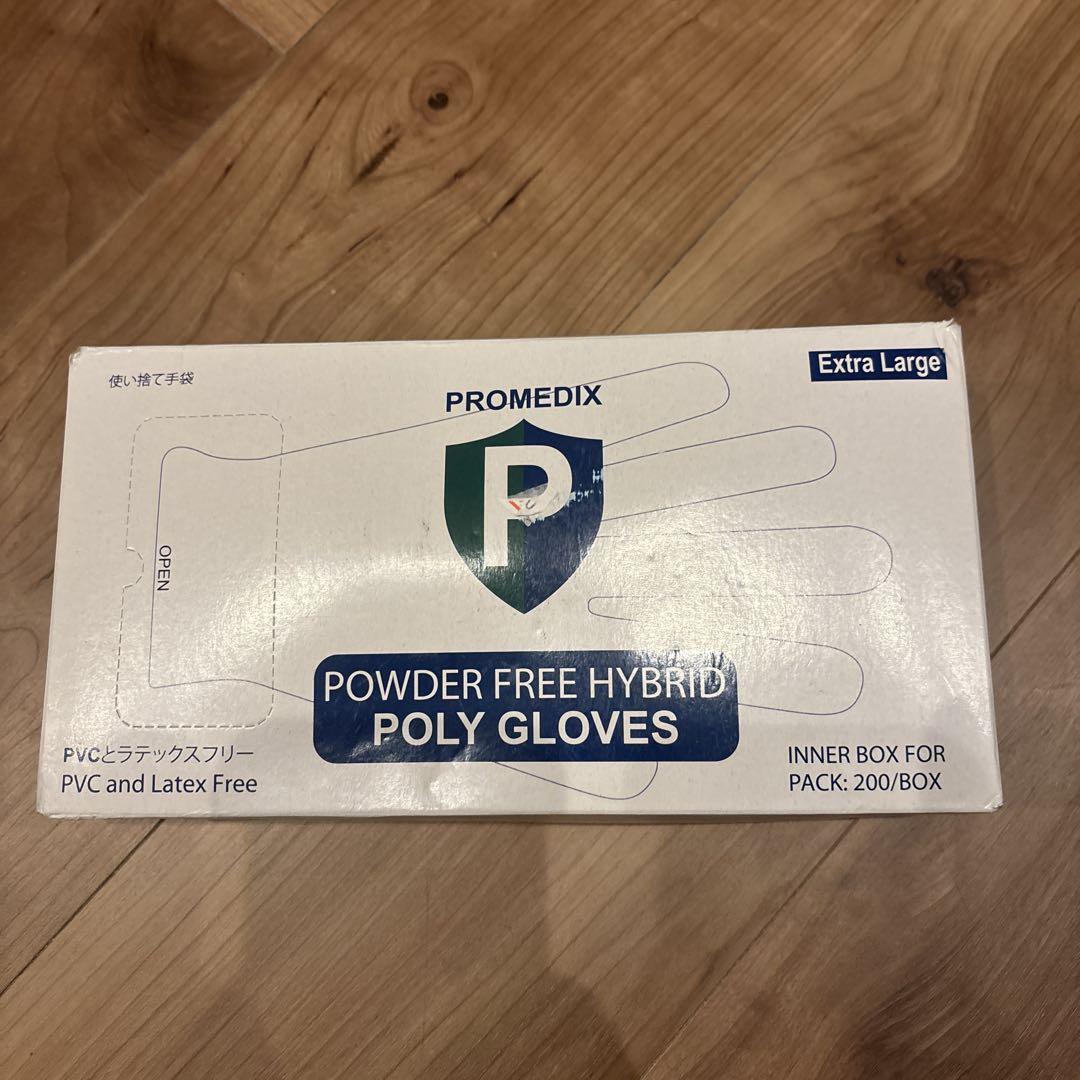 使い捨て手袋
Extra Large
PROMEDIX
P
OPEN
POWDER FREE HYBRID
POLY GLOVES
PVCとラテックスフリー
PVC and Latex Free
INNER BOX FOR
PACK: 200/BOX